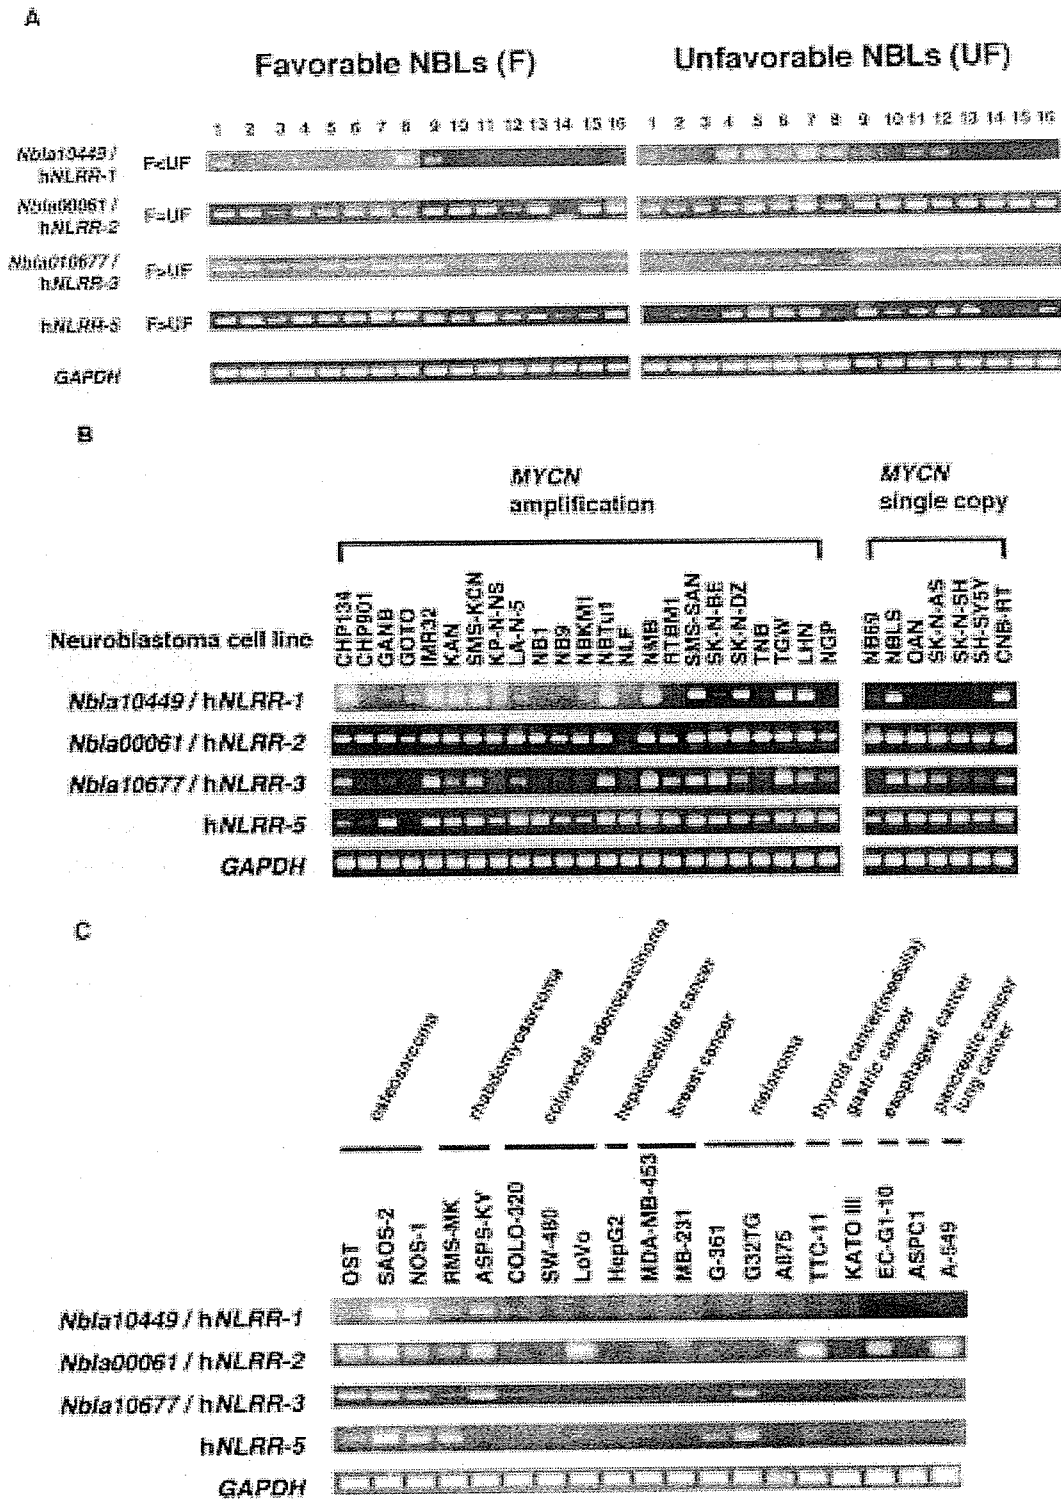 A
Favorable NBLs (F)
Unfavorable NBLs (UF)
1 2 3 4 5 6 7 8 9 10 11 12 13 14 15 16
1 2 3 4 5 6 7 8 9 10 11 12 13 14 15 16
Nbla10449 /
hNLRR-1
F<UF
Nbla00061 /
hNLRR-2
F=UF
Nbla010677 /
hNLRR-3
F>UF
hNLRR-5
F>UF
GAPDH
B
MYCN
amplification
MYCN
single copy
Neuroblastoma cell line
CHP134
CHP901
GANB
GOTO
IMR32
KAN
SMS-KCN
KP-N-NS
LA-N-5
NB1
NB9
NBKM1
NBTu1
NLF
NMB
RTBM1
SMS-SAN
SK-N-BE
SK-N-DZ
TNB
TGW
LHN
NGP
NB69
NBLS
OAN
SK-N-AS
SK-N-SH
SH-SY5Y
CNB-RT
Nbla10449 / hNLRR-1
Nbla00061 / hNLRR-2
Nbla10677 / hNLRR-3
hNLRR-5
GAPDH
C
osteosarcoma
rhabdomyosarcoma
colorectal adenocarcinoma
hepatocellular cancer
breast cancer
melanoma
thyroid cancer(medulla)
gastric cancer
esophageal cancer
pancreatic cancer
lung cancer
OST
SAOS-2
NOS-1
RMS-MK
ASPS-KY
COLO-320
SW-480
LoVo
HepG2
MDA-MB-453
MB-231
G-361
G32TG
A875
TTC-11
KATO III
EC-G1-10
ASPC1
A-549
Nbla10449 / hNLRR-1
Nbla00061 / hNLRR-2
Nbla10677 / hNLRR-3
hNLRR-5
GAPDH